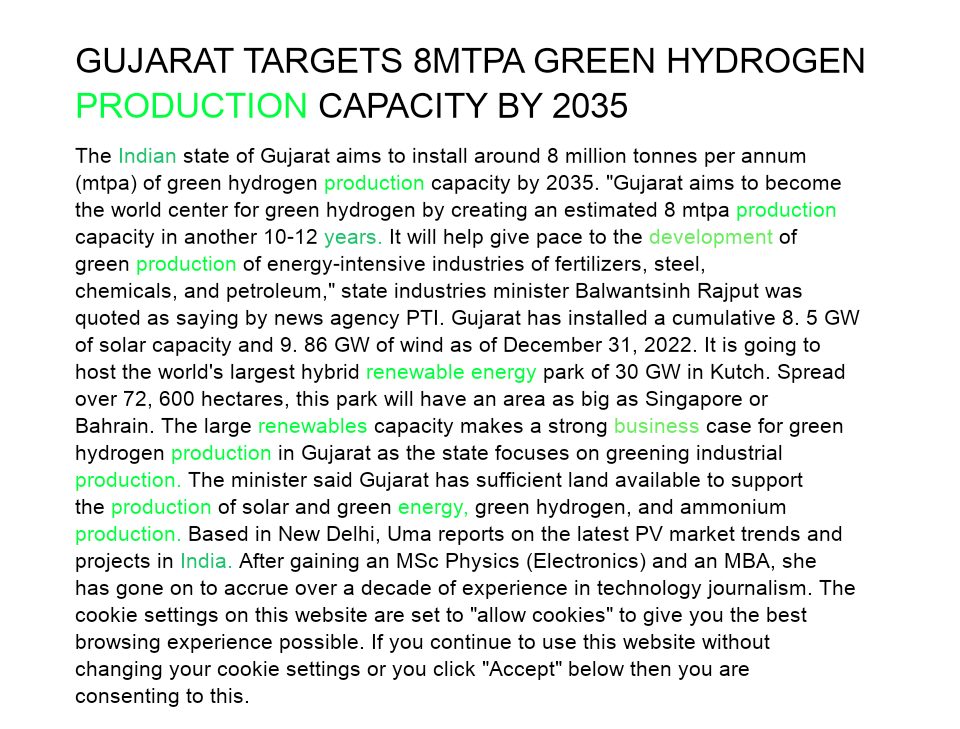 GUJARAT TARGETS 8MTPA GREEN HYDROGEN
PRODUCTION CAPACITY BY 2035
The Indian state of Gujarat aims to install around 8 million tonnes per annum
(mtpa) of green hydrogen production capacity by 2035. "Gujarat aims to become
the world center for green hydrogen by creating an estimated 8 mtpa production
capacity in another 10-12 years. It will help give pace to the development of
green production of energy-intensive industries of fertilizers, steel,
chemicals, and petroleum," state industries minister Balwantsinh Rajput was
quoted as saying by news agency PTI. Gujarat has installed a cumulative 8. 5 GW
of solar capacity and 9. 86 GW of wind as of December 31, 2022. It is going to
host the world's largest hybrid renewable energy park of 30 GW in Kutch. Spread
over 72, 600 hectares, this park will have an area as big as Singapore or
Bahrain. The large renewables capacity makes a strong business case for green
hydrogen production in Gujarat as the state focuses on greening industrial
production. The minister said Gujarat has sufficient land available to support
the production of solar and green energy, green hydrogen, and ammonium
production. Based in New Delhi, Uma reports on the latest PV market trends and
projects in India. After gaining an MSc Physics (Electronics) and an MBA, she
has gone on to accrue over a decade of experience in technology journalism. The
cookie settings on this website are set to "allow cookies" to give you the best
browsing experience possible. If you continue to use this website without
changing your cookie settings or you click "Accept" below then you are
consenting to this.